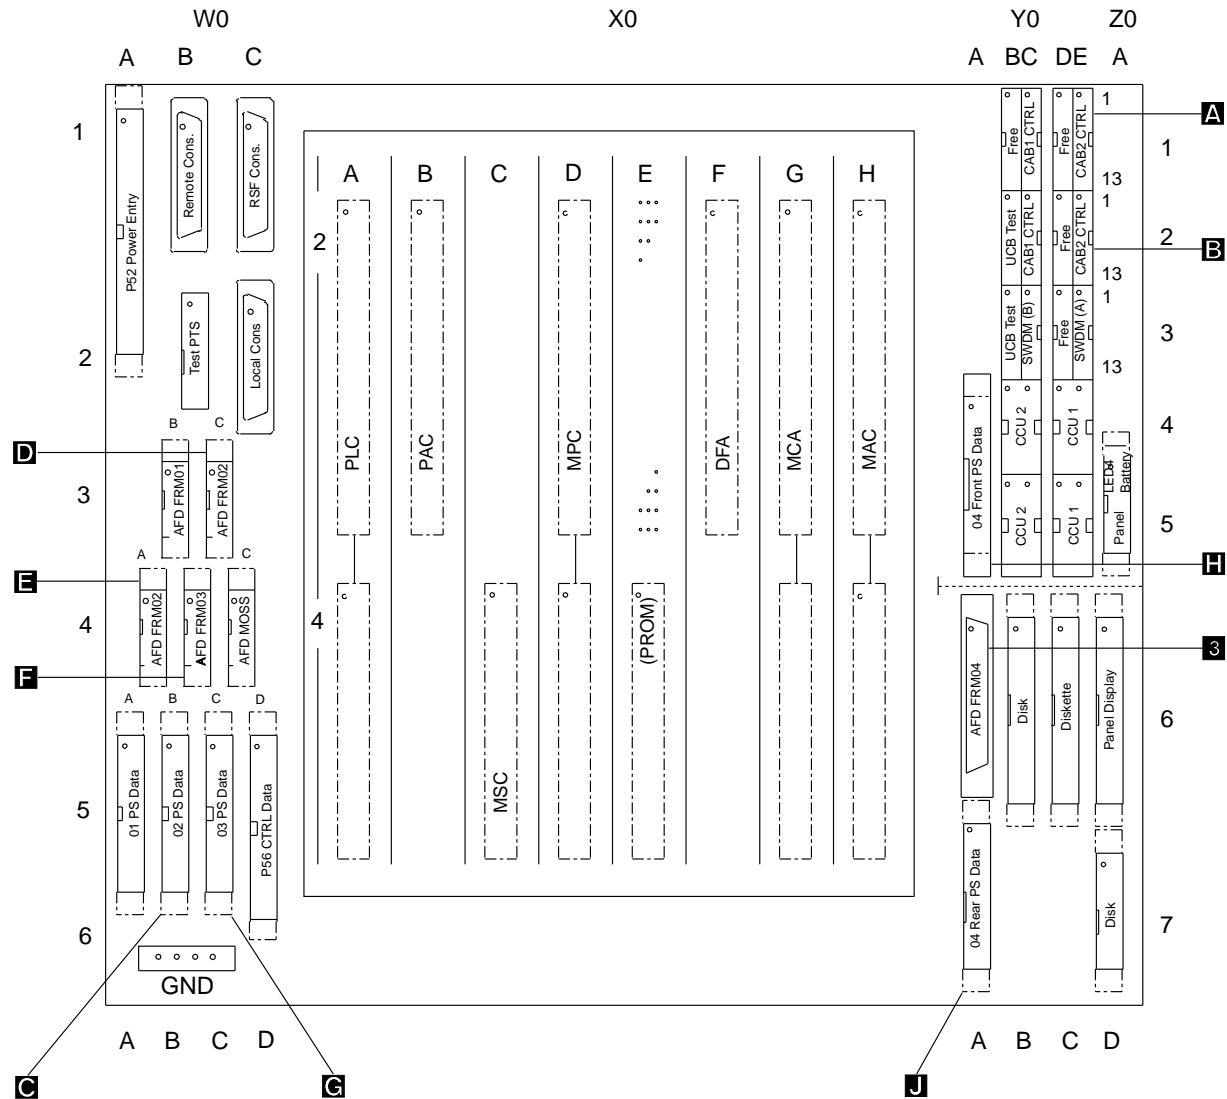 W0 X0 Y0 Z0
A B C A BC DE A
1
P52 Power Entry
Remote Cons.
RSF Cons.
2
Test PTS
Local Cons
B C
D
3
AFD FRM01
AFD FRM02
A C
E
4
AFD FRM02
AFD FRM03
AFD MOSS
F
A B C D
5
01 PS Data
02 PS Data
03 PS Data
P56 CTRL Data
6
GND
A B C D
C
G
A B C D E F G H
2
PLC
PAC
MPC
DFA
MCA
MAC
4
MSC
(PROM)
Free
CAB1 CTRL
Free
CAB2 CTRL
1
13
1
A
UCB Test
CAB1 CTRL
Free
CAB2 CTRL
1
13
2
B
UCB Test
SWDM (B)
Free
SWDM (A)
1
13
3
04 Front PS Data
CCU 2
CCU 1
4
LED4
Battery
CCU 2
CCU 1
Panel
5
H
3
AFD FRM04
Disk
Diskette
Panel Display
6
04 Rear PS Data
Disk
7
A B C D
J